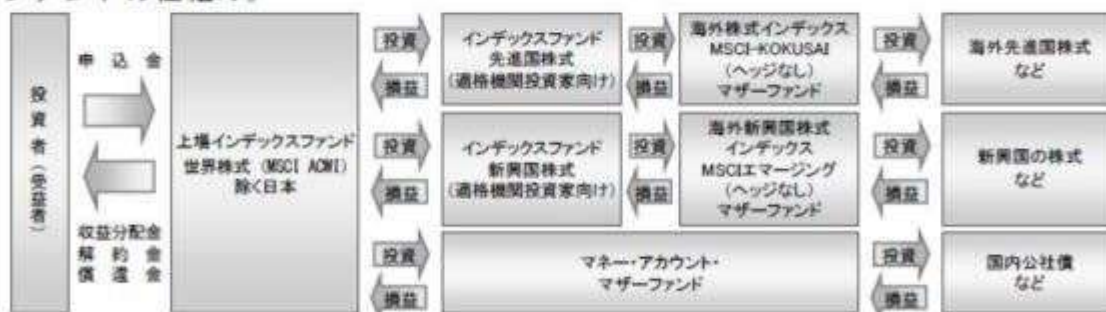 投資者(受益者)
申込金
収益分配金
解約金
償還金
上場インデックスファンド
世界株式 (MSCI ACWI)
除く日本
投資
損益
インデックスファンド
先進国株式
(適格機関投資家向け)
投資
損益
海外株式インデックス
MSCI-KOKUSAI
(ヘッジなし)
マザーファンド
投資
損益
海外先進国株式
など
投資
損益
インデックスファンド
新興国株式
(適格機関投資家向け)
投資
損益
海外新興国株式
インデックス
MSCIエマージング
(ヘッジなし)
マザーファンド
投資
損益
新興国の株式
など
投資
損益
マネー・アカウント・
マザーファンド
投資
損益
国内公社債
など